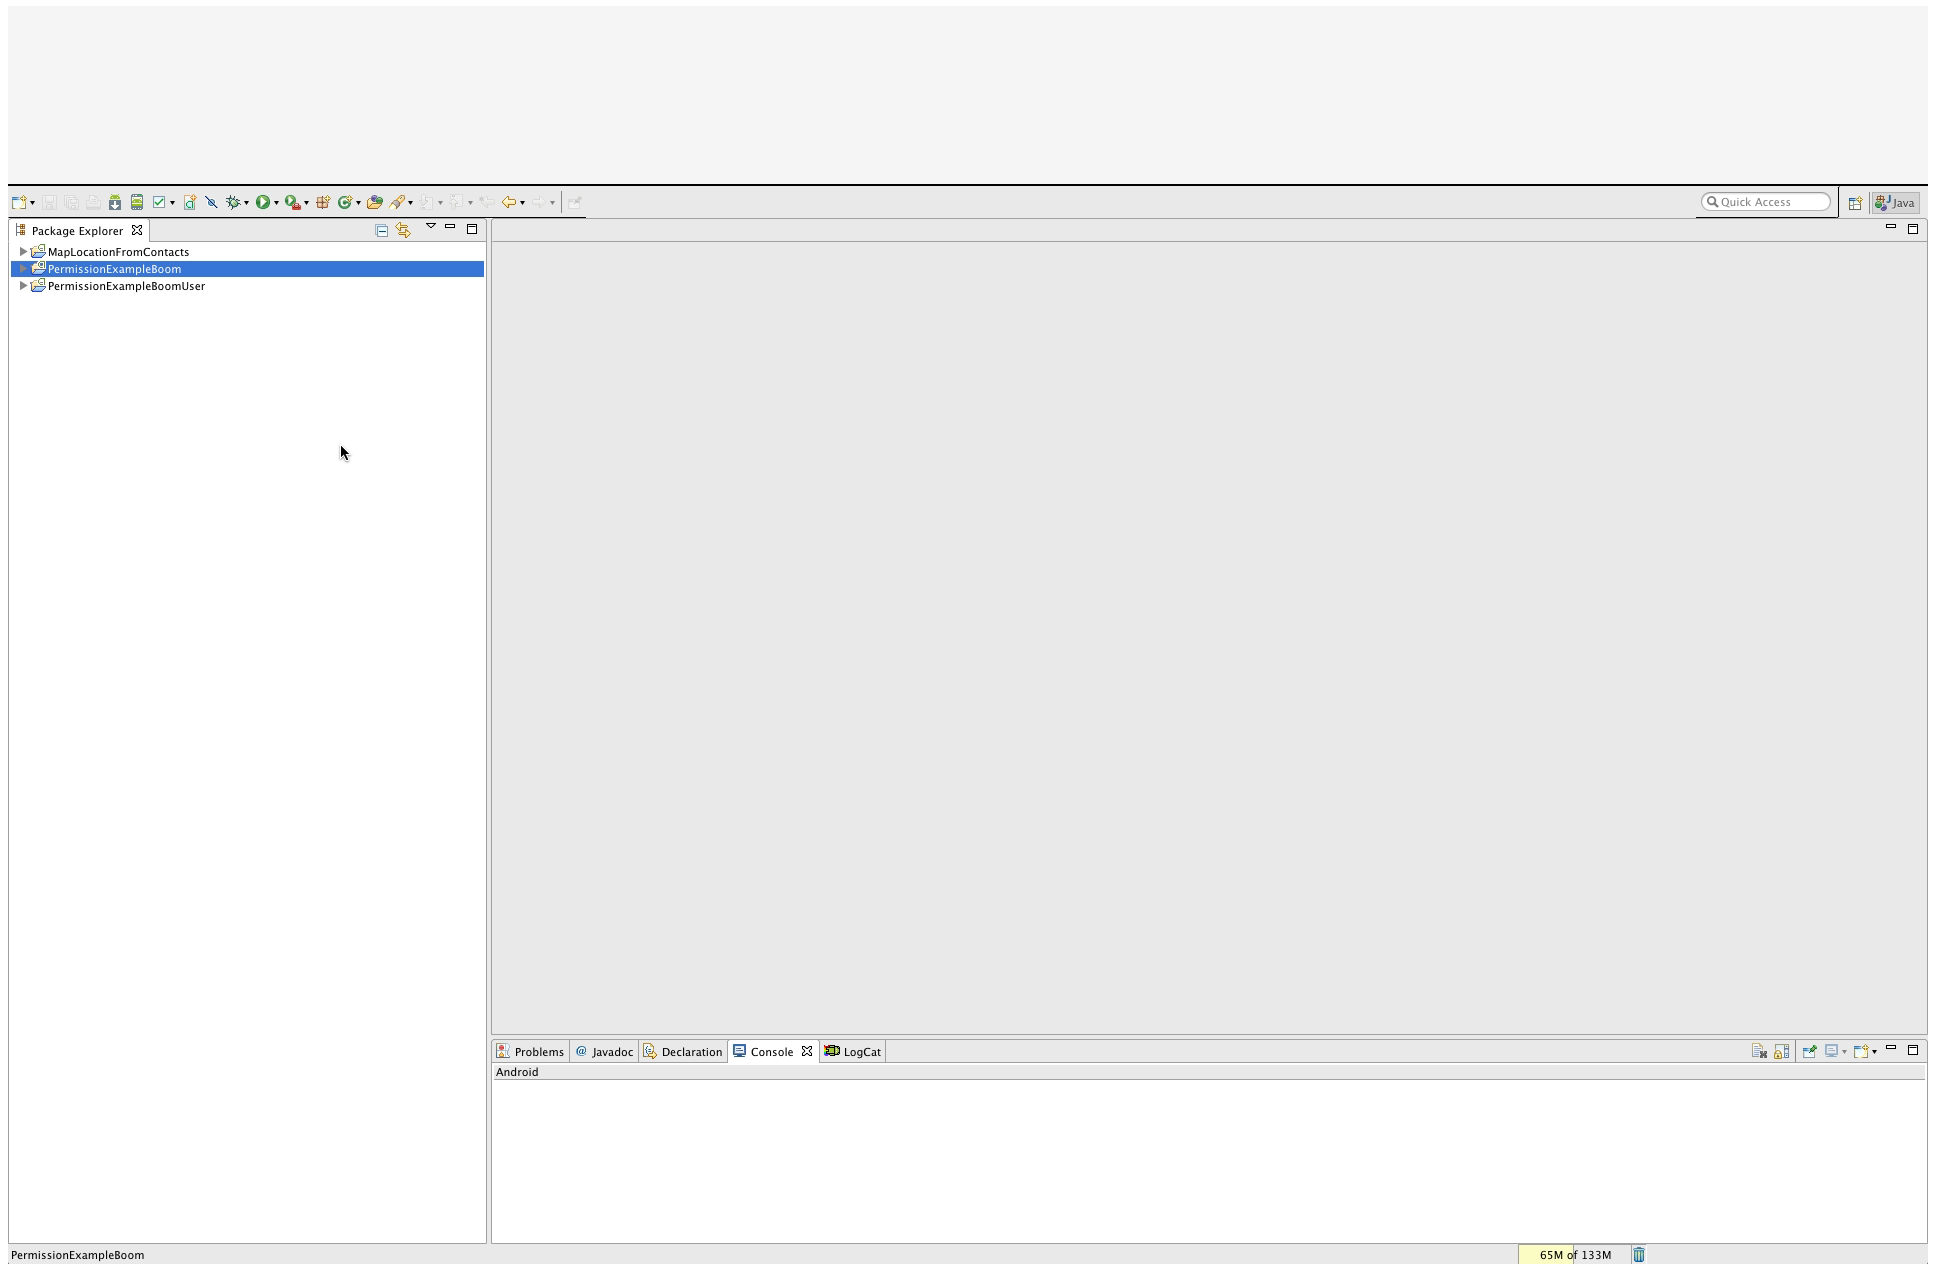 Quick Access
Java
Package Explorer
MapLocationFromContacts
PermissionExampleBoom
PermissionExampleBoomUser
Problems
@ Javadoc
Declaration
Console
LogCat
Android
PermissionExampleBoom
65M of 133M